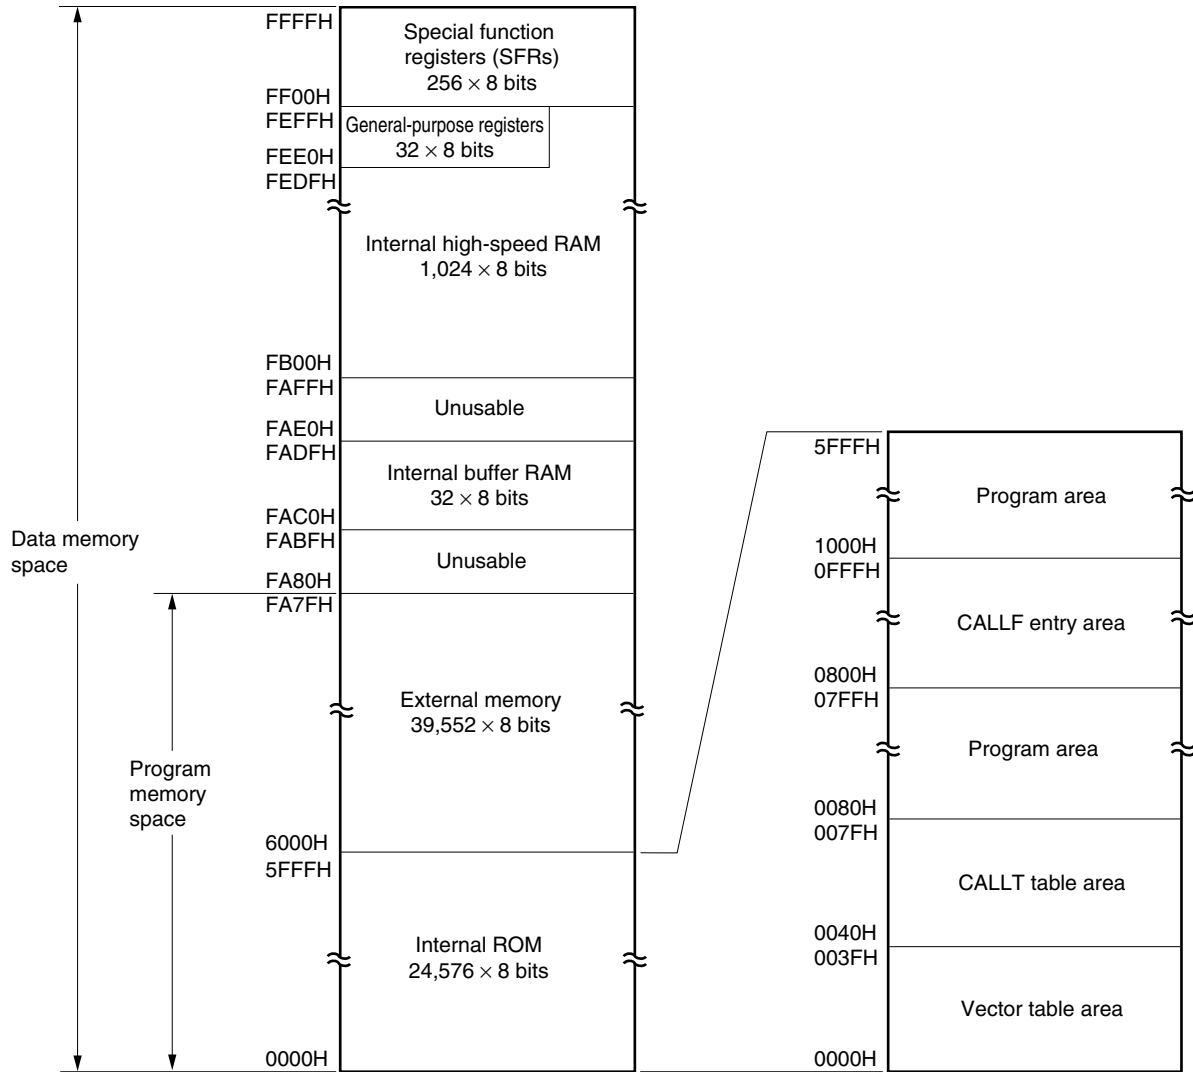 FFFFH
Special function
registers (SFRs)
256 × 8 bits
FF00H
FEFFH
General-purpose registers
32 × 8 bits
FEE0H
FEDFH
Internal high-speed RAM
1,024 × 8 bits
FB00H
FAFFH
Unusable
FAE0H
FADFH
Internal buffer RAM
32 × 8 bits
FAC0H
FABFH
Unusable
FA80H
FA7FH
Data memory
space
External memory
39,552 × 8 bits
Program
memory
space
6000H
5FFFH
Internal ROM
24,576 × 8 bits
0000H
5FFFH
Program area
1000H
0FFFH
CALLF entry area
0800H
07FFH
Program area
0080H
007FH
CALLT table area
0040H
003FH
Vector table area
0000H